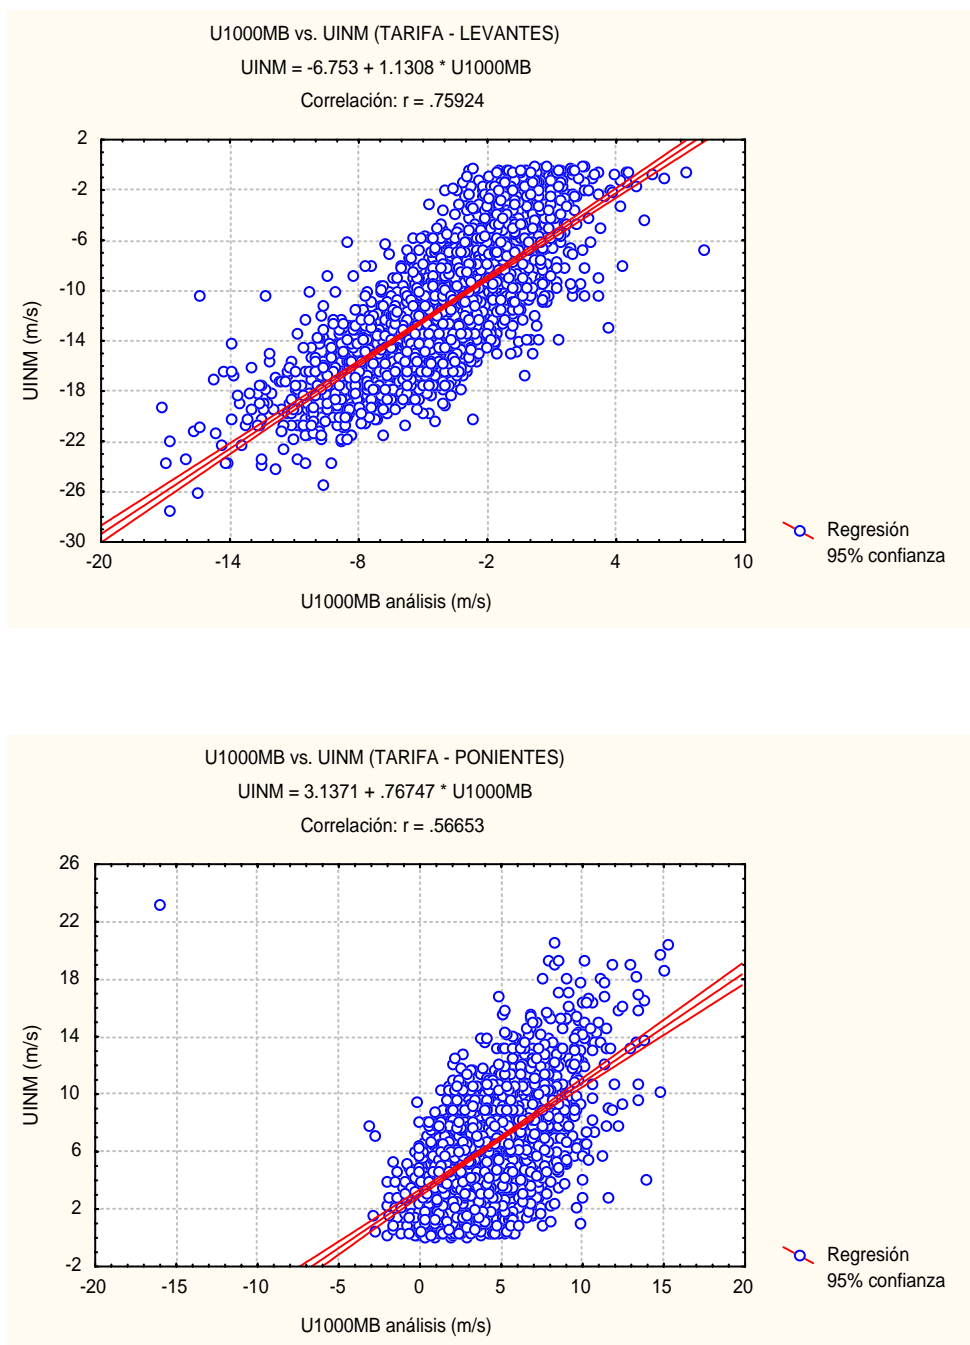 U1000MB vs. UINM (TARIFA - LEVANTES)
UINM = -6.753 + 1.1308 * U1000MB
Correlación: r = .75924
2
-2
-6
-10
-14
-18
-22
-26
-30
UINM (m/s)
-20 -14 -8 -2 4 10
U1000MB análisis (m/s)
Regresión
95% confianza
U1000MB vs. UINM (TARIFA - PONIENTES)
UINM = 3.1371 + .76747 * U1000MB
Correlación: r = .56653
26
22
18
14
10
6
2
-2
UINM (m/s)
-20 -15 -10 -5 0 5 10 15 20
U1000MB análisis (m/s)
Regresión
95% confianza